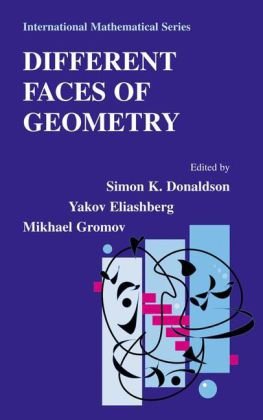 International Mathematical Series
DIFFERENT
FACES OF
GEOMETRY
Edited by
Simon K. Donaldson
Yakov Eliashberg
Mikhael Gromov